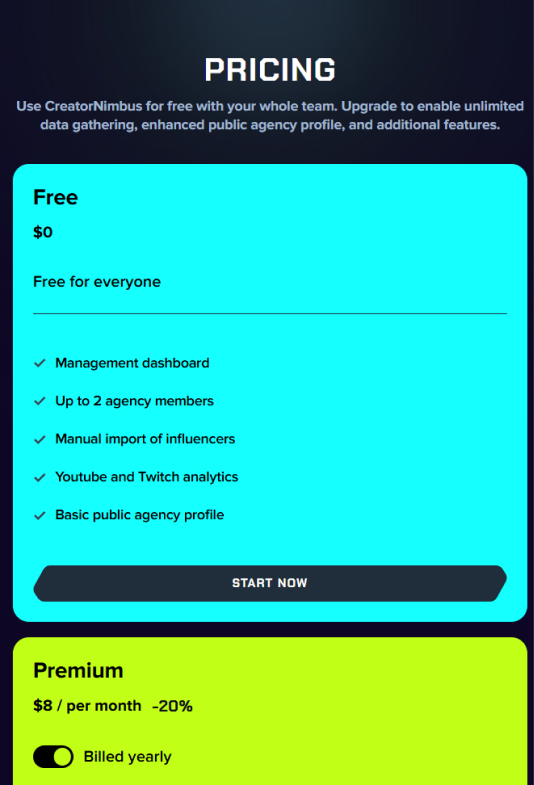 PRICING
Use CreatorNimbus for free with your whole team. Upgrade to enable unlimited
data gathering, enhanced public agency profile, and additional features.
Free
$0
Free for everyone
Management dashboard
Up to 2 agency members
Manual import of influencers
Youtube and Twitch analytics
Basic public agency profile
START NOW
Premium
$8 / per month -20%
Billed yearly